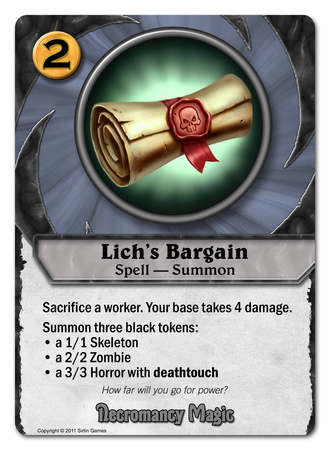 2
Lich's Bargain
Spell — Summon
Sacrifice a worker. Your base takes 4 damage.
Summon three black tokens:
• a 1/1 Skeleton
• a 2/2 Zombie
• a 3/3 Horror with deathtouch
How far will you go for power?
Necromancy Magic
Copyright © 2011 Sirlin Games